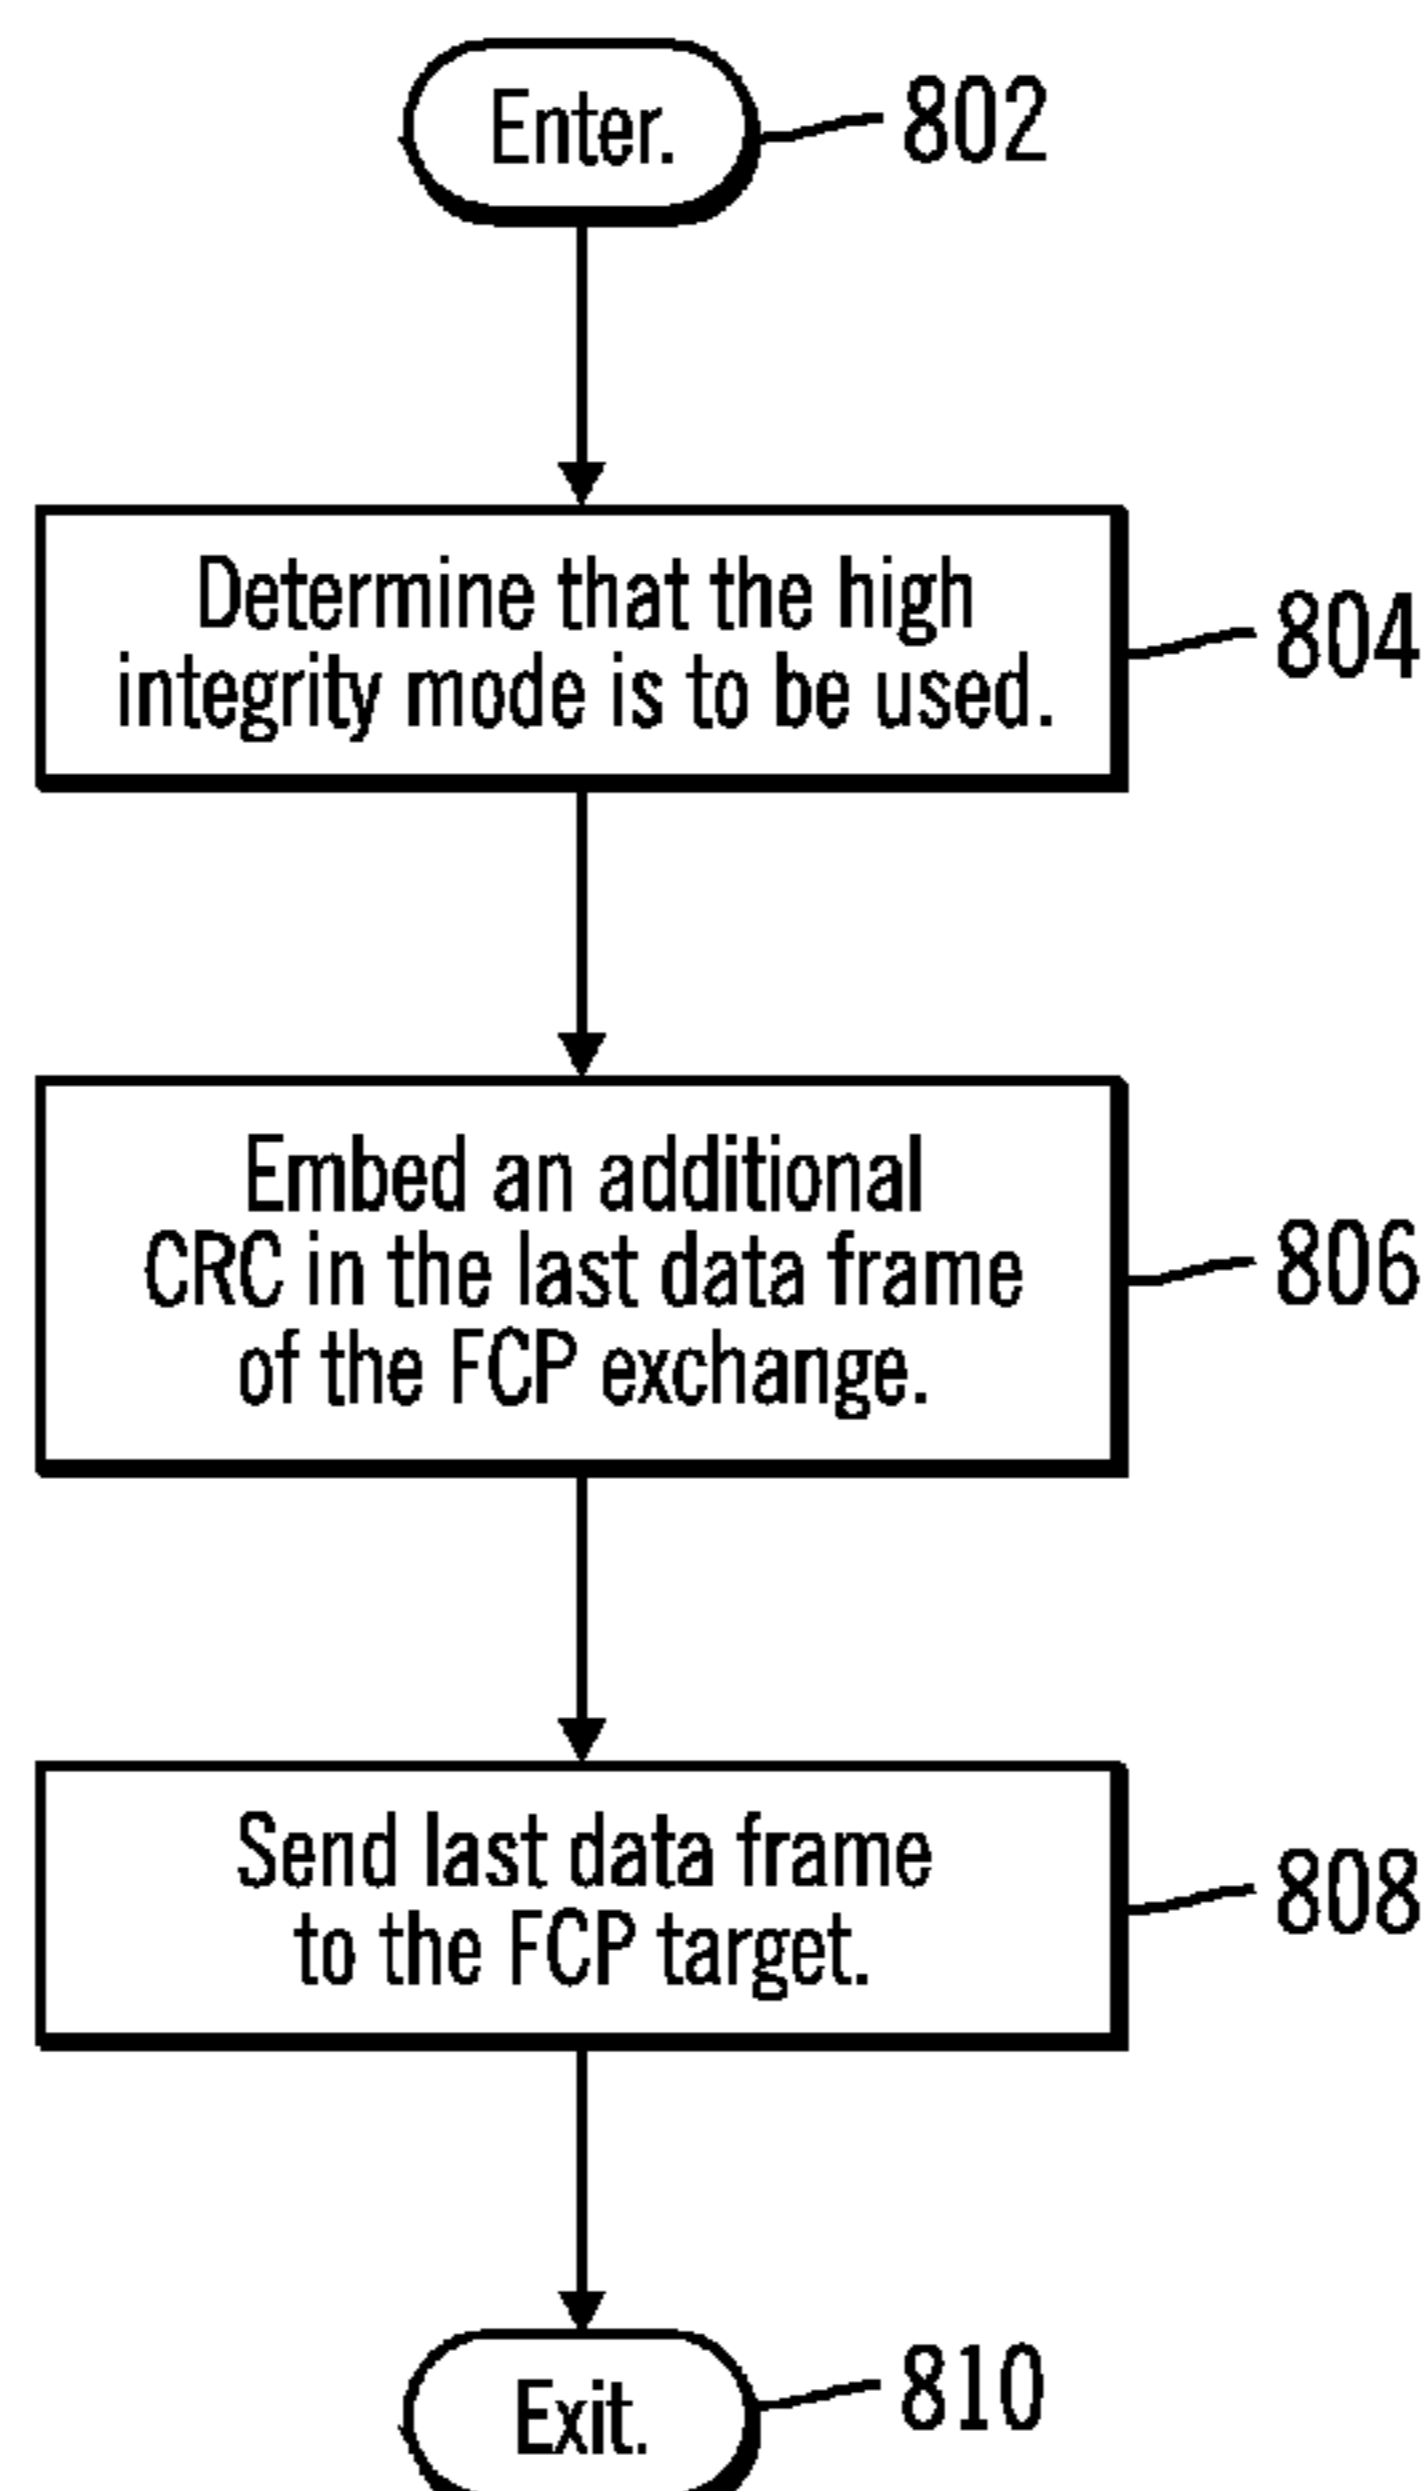 Enter.
802
Determine that the high
integrity mode is to be used.
804
Embed an additional
CRC in the last data frame
of the FCP exchange.
806
Send last data frame
to the FCP target.
808
Exit.
810